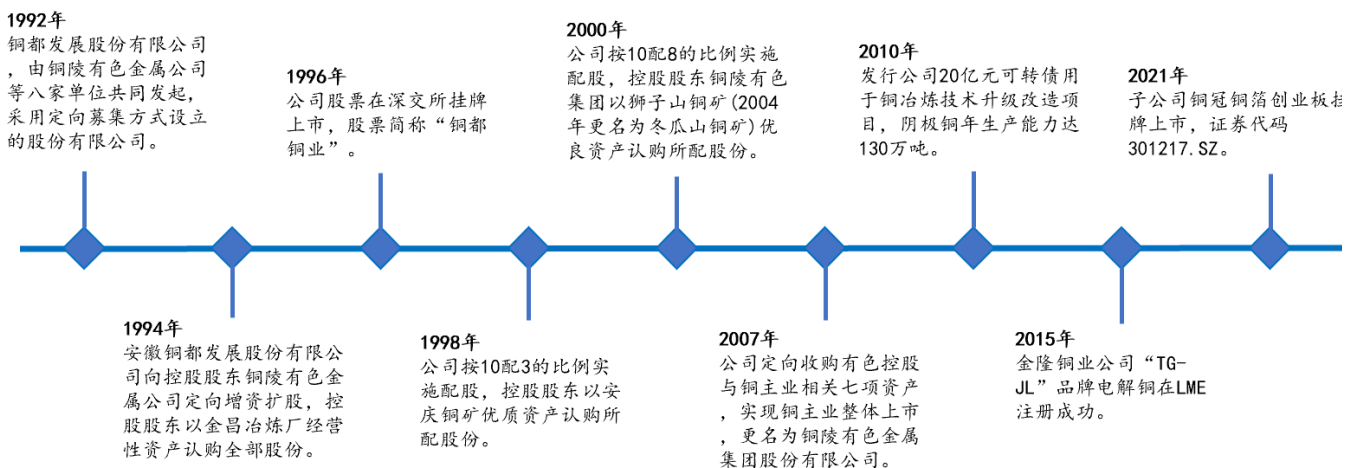 1992年
铜都发展股份有限公司
，由铜陵有色金属公司
等八家单位共同发起，
采用定向募集方式设立
的股份有限公司。
1996年
公司股票在深交所挂牌
上市，股票简称“铜都
铜业”。
2000年
公司按10配8的比例实施
配股，控股股东铜陵有色
集团以狮子山铜矿(2004
年更名为冬瓜山铜矿)优
良资产认购所配股份。
2010年
发行公司20亿元可转债用
于铜冶炼技术升级改造项
目，阴极铜年生产能力达
130万吨。
2021年
子公司铜冠铜箔创业板挂
牌上市，证券代码
301217.SZ。
1994年
安徽铜都发展股份有限公
司向控股股东铜陵有色金
属公司定向增资扩股，控
股股东以金昌冶炼厂经营
性资产认购全部股份。
1998年
公司按10配3的比例实
施配股，控股股东以安
庆铜矿优质资产认购所
配股份。
2007年
公司定向收购有色控股
与铜主业相关七项资产
，实现铜主业整体上市
，更名为铜陵有色金属
集团股份有限公司。
2015年
金隆铜业公司“TG-
JL”品牌电解铜在LME
注册成功。